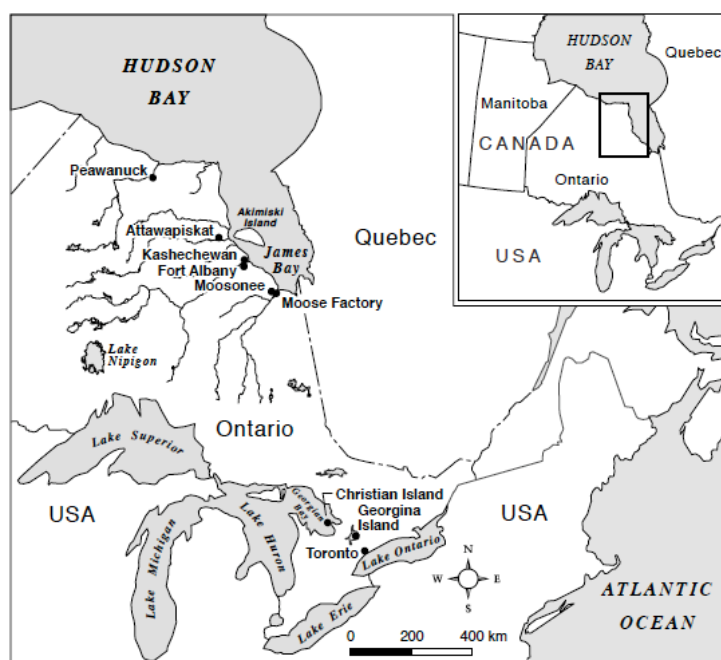 HUDSON
BAY
Peawanuck
Akimiski
Island
Attawapiskat
Kashechewan
Fort Albany
James
Bay
Moosonee
Moose Factory
Quebec
Lake
Nipigon
Ontario
Lake Superior
USA
Christian Island
Georgian
Bay
Georgina
Island
Toronto
Lake Michigan
Lake Huron
Lake Ontario
Lake Erie
USA
N
W E
S
ATLANTIC
OCEAN
0 200 400 km
HUDSON
BAY
Quebec
Manitoba
CANADA
Ontario
USA